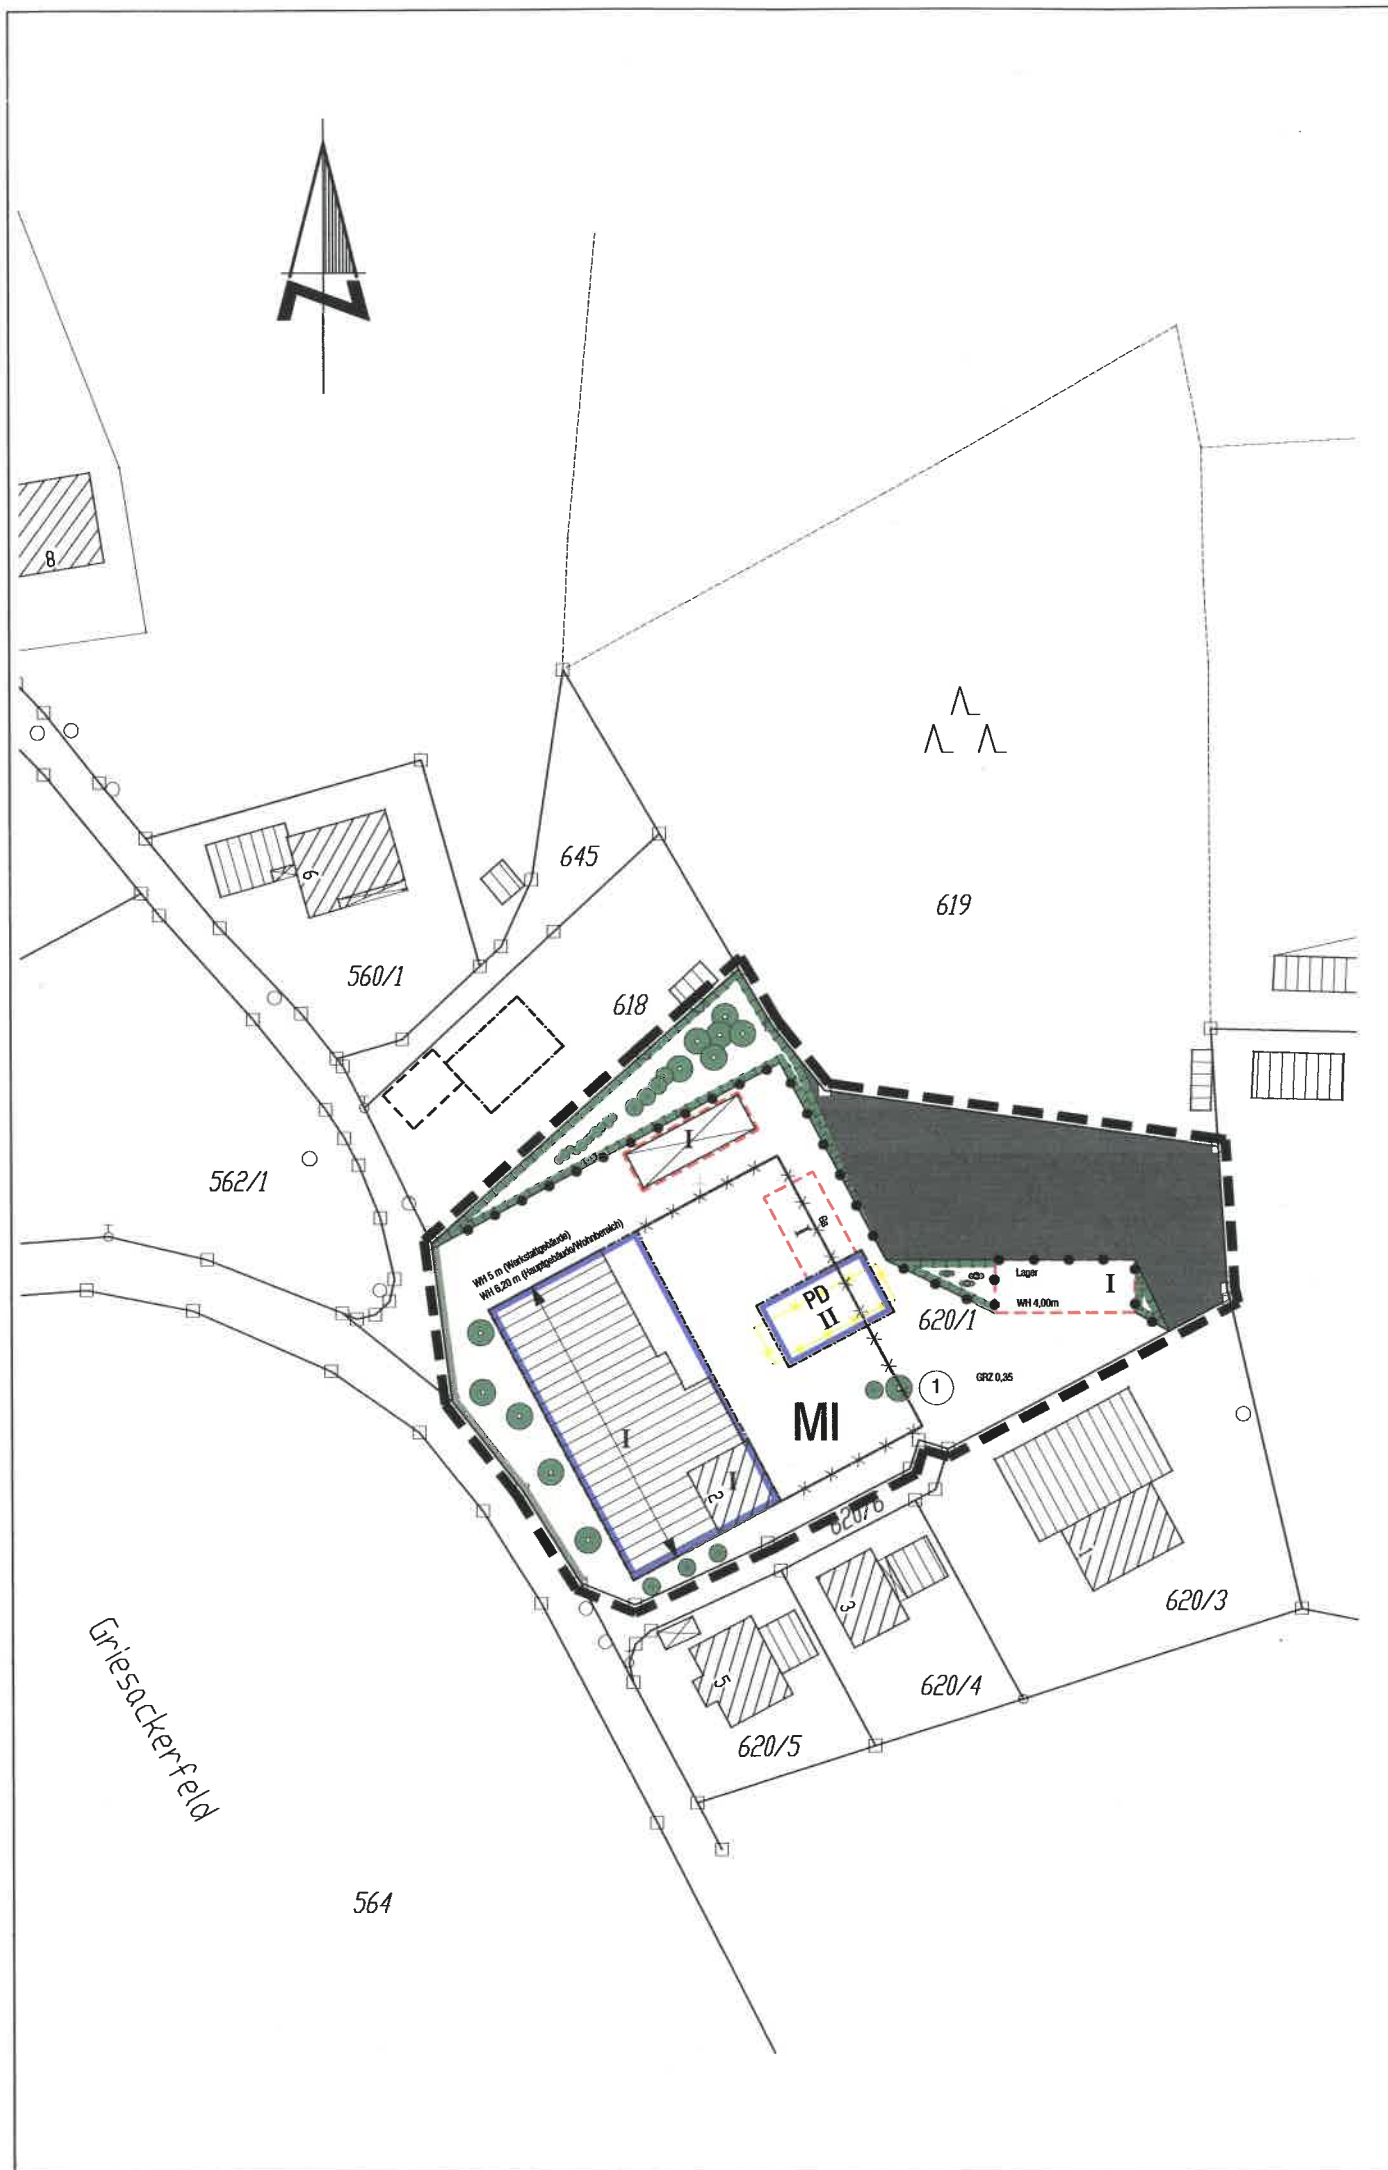 N
8
645
6
619
560/1
618
562/1
I
WH 5 m (Werkstattgebäude)
WH 6,20 m (Hauptgebäude/Wohnbereich)
I
Lager
I
WH 4,00m
PD
II
620/1
1
GRZ 0,35
MI
I
I
2
620/6
1
3
620/3
5
620/4
620/5
Griesackerfeld
564